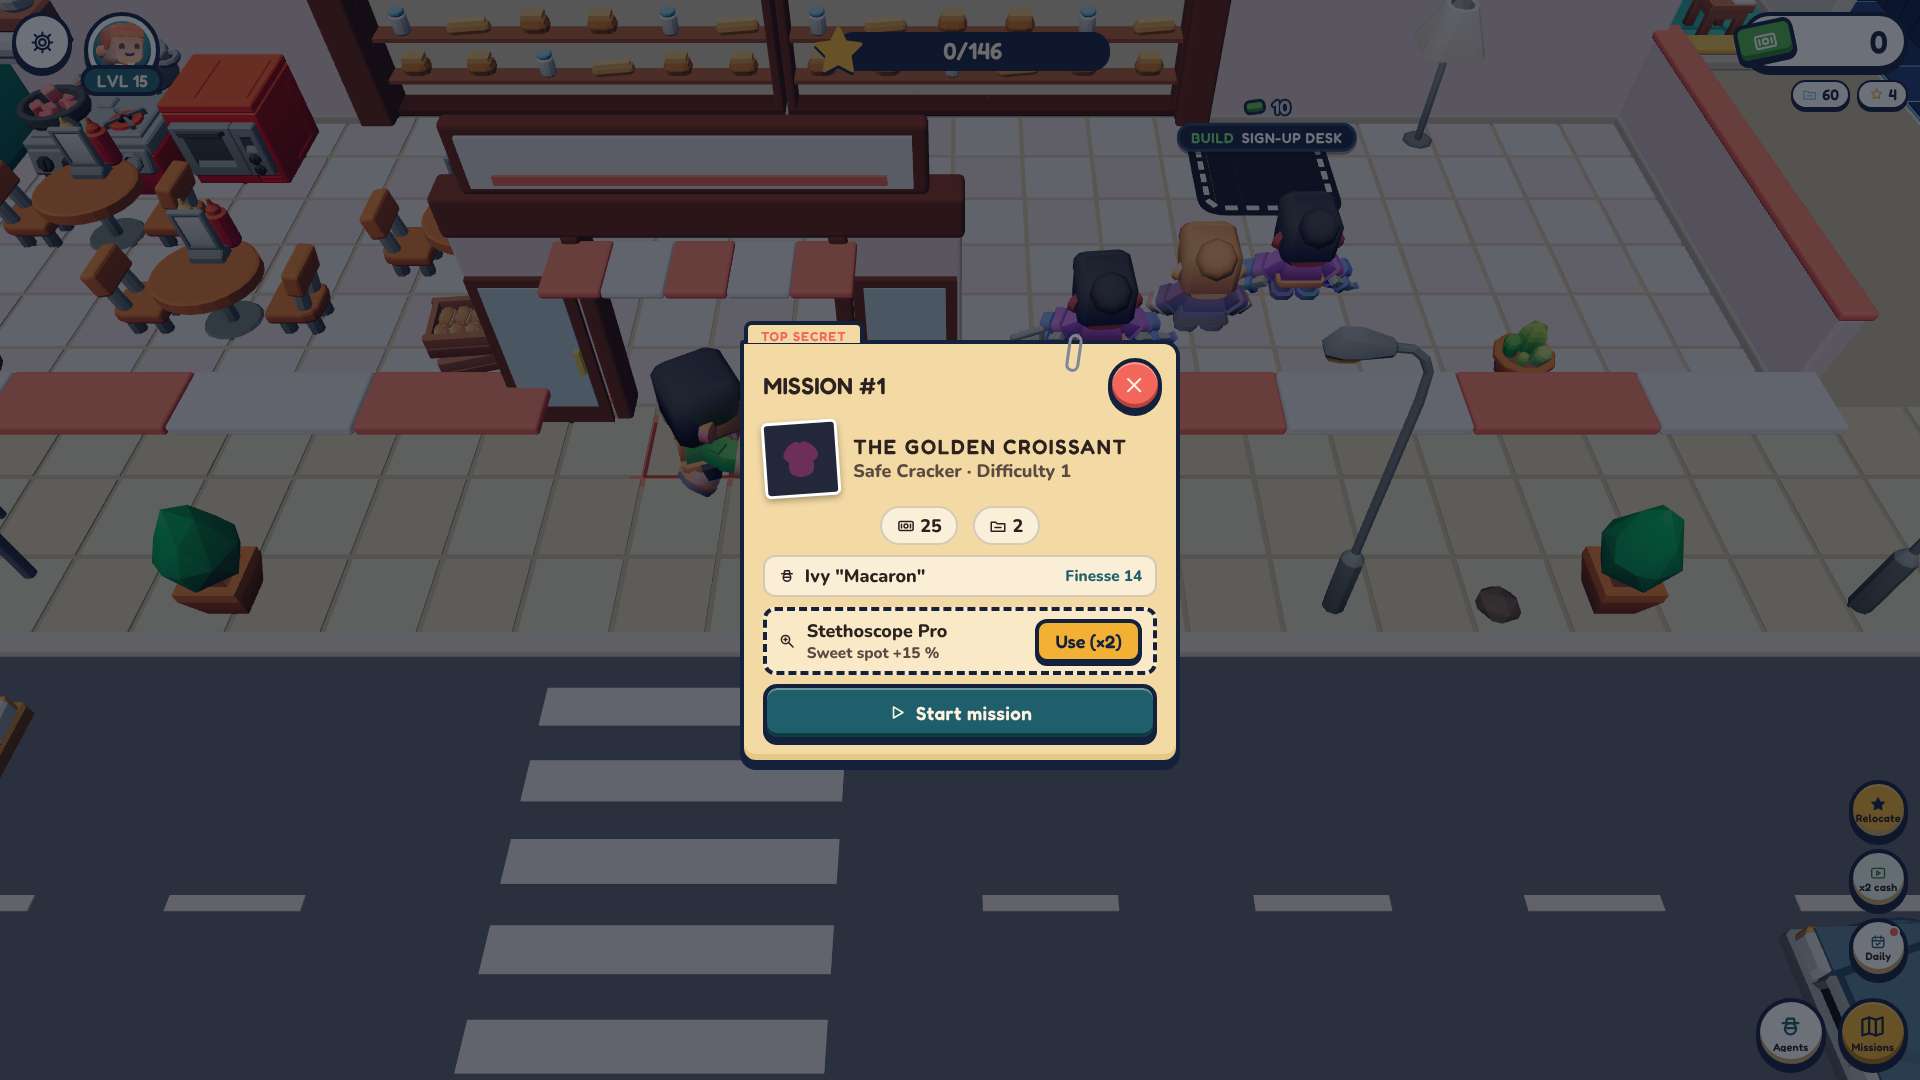 LVL 15
0/146
0
60
4
10
BUILD SIGN-UP DESK
TOP SECRET
MISSION #1
THE GOLDEN CROISSANT
Safe Cracker · Difficulty 1
25
2
Ivy "Macaron"
Finesse 14
Stethoscope Pro
Sweet spot +15 %
Use (x2)
Start mission
Relocate
x2 cash
Daily
Agents
Missions